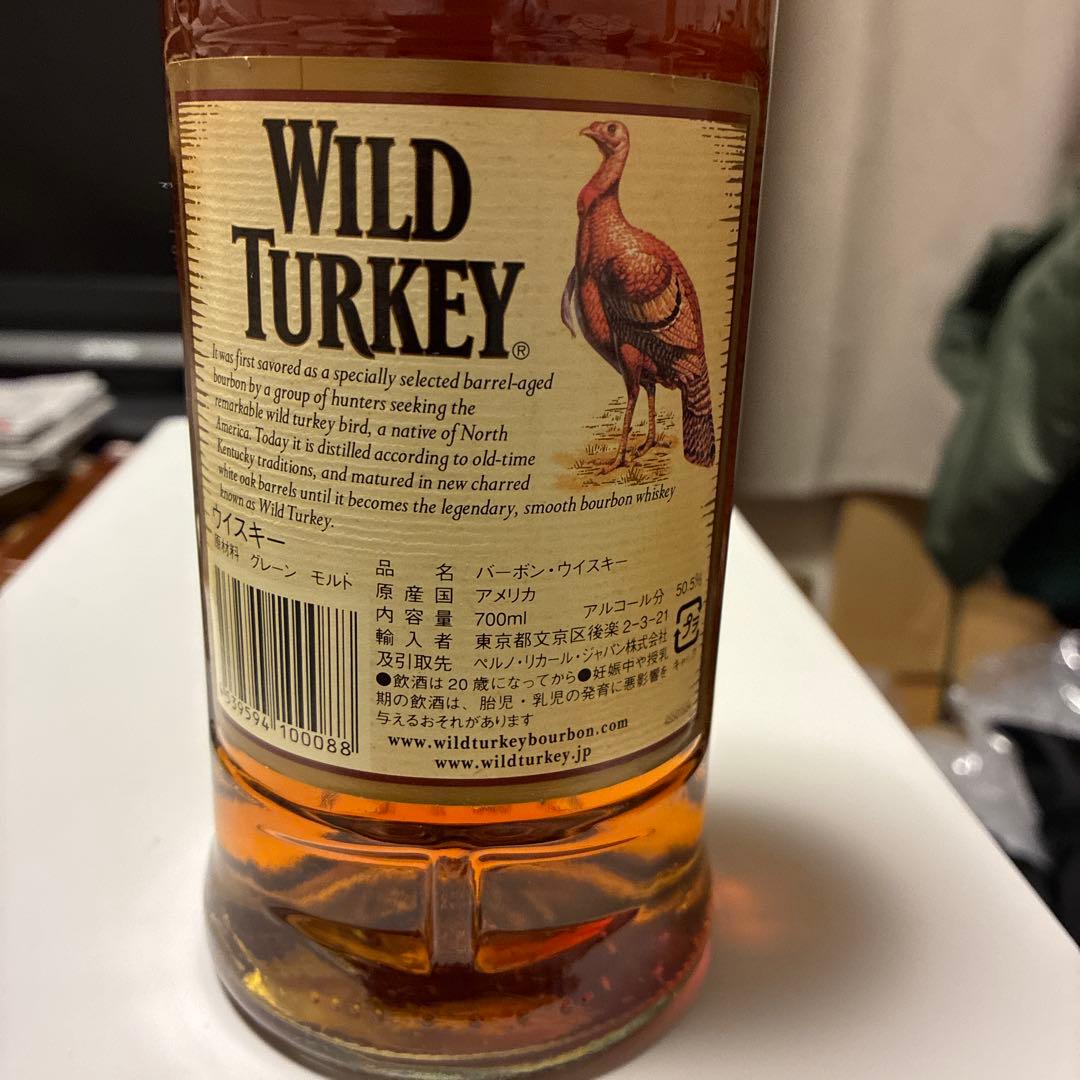 WILD
TURKEY®
It was first savored as a specially selected barrel-aged
bourbon by a group of hunters seeking the
remarkable wild turkey bird, a native of North
America. Today it is distilled according to old-time
Kentucky traditions, and matured in new charred
white oak barrels until it becomes the legendary, smooth bourbon whiskey
known as Wild Turkey.
ウイスキー
原材料 グレーン モルト
品名 バーボン・ウイスキー
原産国 アメリカ
内容量 700ml アルコール分 50.5%
輸入者 東京都文京区後楽2-3-21
及引取先 ペルノ・リカール・ジャパン株式会社
●飲酒は20歳になってから●妊娠中や授乳
期の飲酒は、胎児・乳児の発育に悪影響を
与えるおそれがあります
www.wildturkeybourbon.com
www.wildturkey.jp
プラ
539594 100088